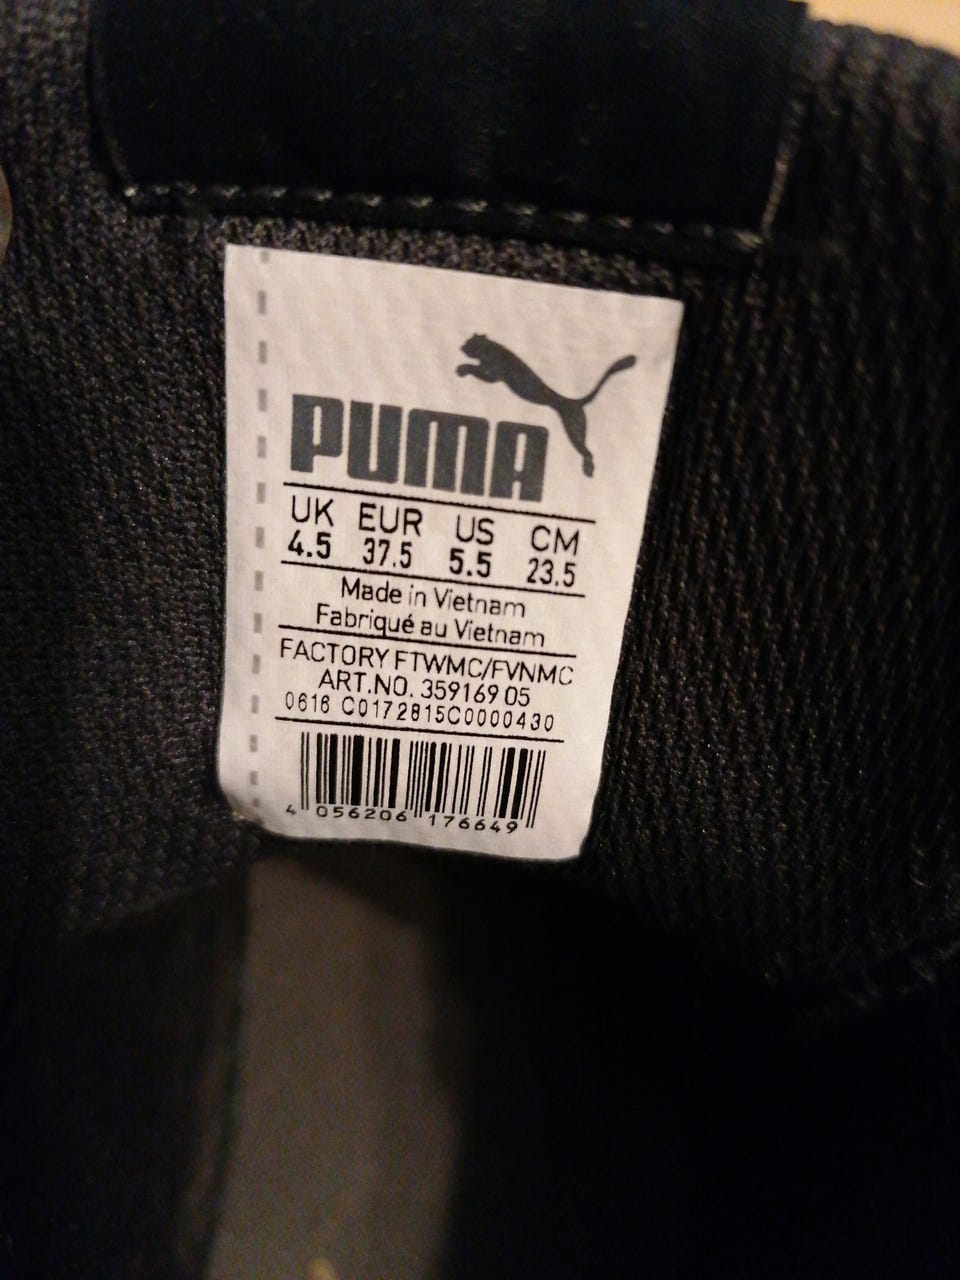 PUMA
UK EUR US CM
4.5 37.5 5.5 23.5
Made in Vietnam
Fabriqué au Vietnam
FACTORY FTWMC/FVNMC
ART.NO. 359169 05
0616 C0172815C0000430
4 056206 176649